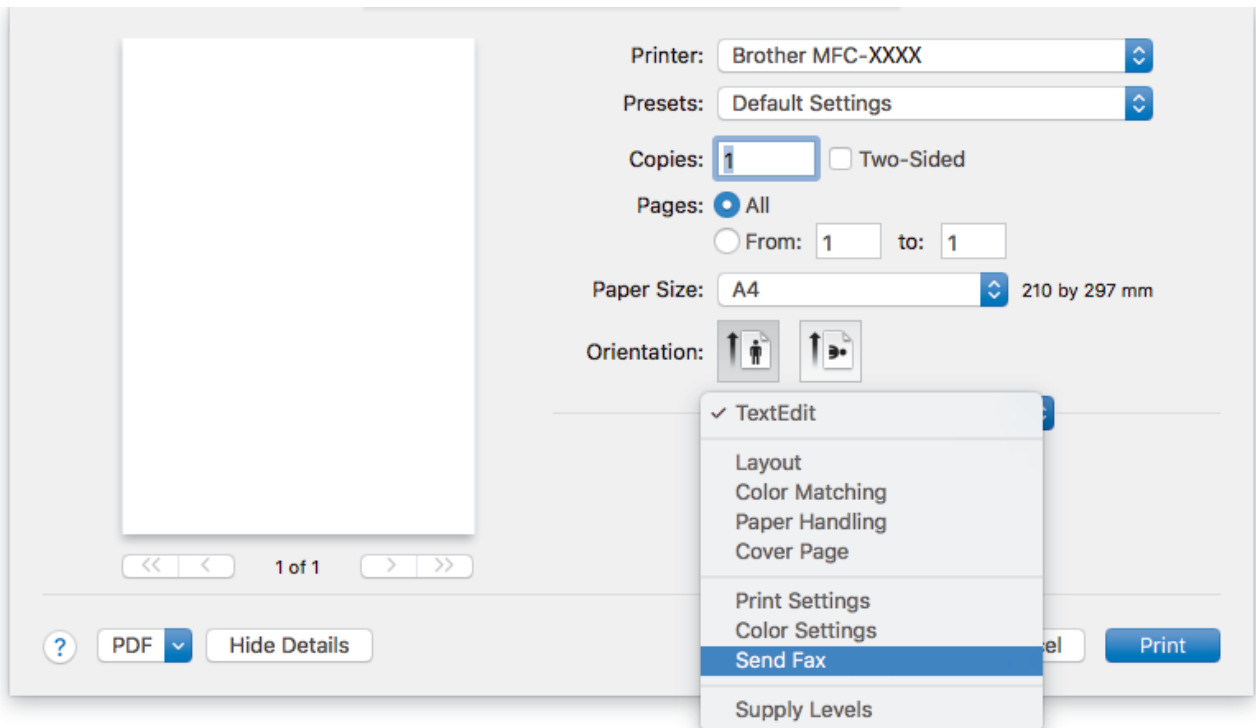 Printer: Brother MFC-XXXX
Presets: Default Settings
Copies: 1 Two-Sided
Pages: All
From: 1 to: 1
Paper Size: A4 210 by 297 mm
Orientation:
✓ TextEdit
Layout
Color Matching
Paper Handling
Cover Page
<< < 1 of 1 > >>
Print Settings
Color Settings
? PDF Hide Details Print
Send Fax
Supply Levels